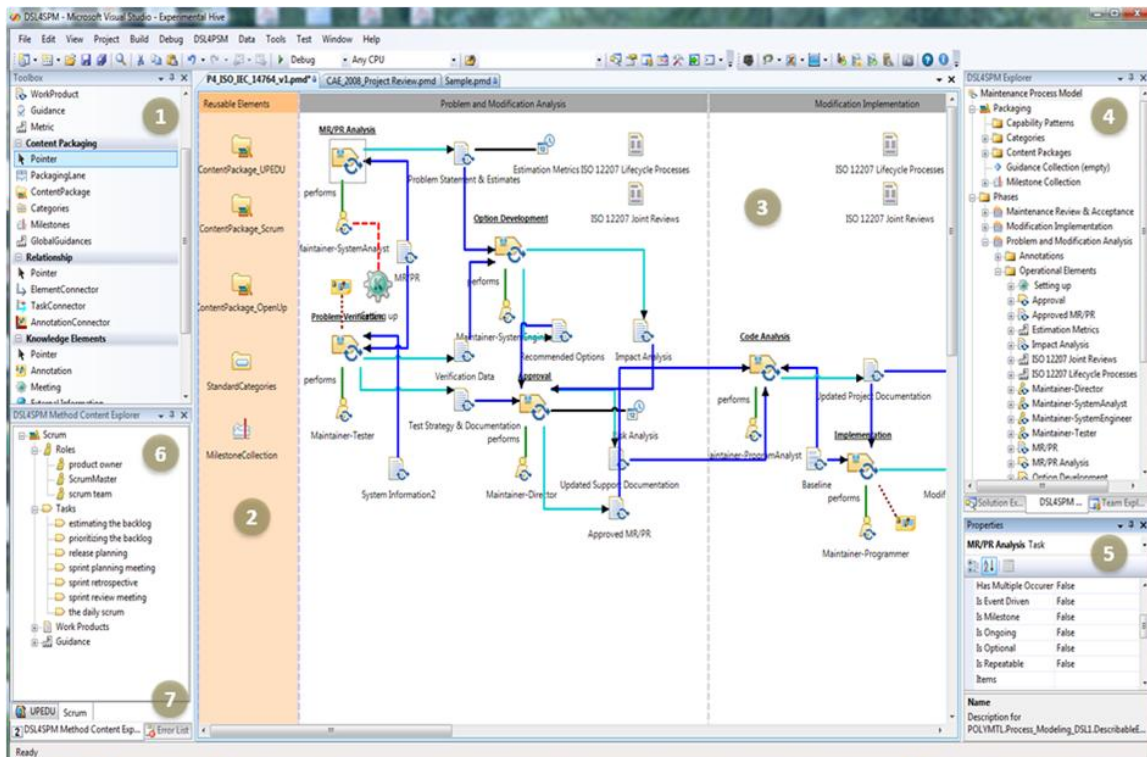 DSL4SPM - Microsoft Visual Studio - Experimental Hive
File Edit View Project Build Debug DSL4PSM Data Tools Test Window Help
Debug Any CPU
Toolbox
WorkProduct
Guidance
Metric
Content Packaging
Pointer
PackagingLane
ContentPackage
Categories
Milestones
GlobalGuidances
Relationship
Pointer
ElementConnector
TaskConnector
AnnotationConnector
Knowledge Elements
Pointer
Annotation
Meeting
1
DSL4SPM Method Content Explorer
Scrum
Roles
product owner
ScrumMaster
scrum team
Tasks
estimating the backlog
prioritizing the backlog
release planning
sprint planning meeting
sprint retrospective
sprint review meeting
the daily scrum
Work Products
Guidance
6
7
UPEDU Scrum
DSL4SPM Method Content Exp... Error List
Ready
P4_ISO_IEC_14764_v1.pmd* CAE_2008_Project Review.pmd Sample.pmd
Reusable Elements
ContentPackage_UPEDU
ContentPackage_Scrum
ContentPackage_OpenUp
StandardCategories
MilestoneCollection
2
Problem and Modification Analysis
Modification Implementation
MR/PR Analysis
Problem Statement & Estimates
Estimation Metrics
ISO 12207 Lifecycle Processes
ISO 12207 Lifecycle Processes
performs
Option Development
ISO 12207 Joint Reviews
ISO 12207 Joint Reviews
3
Maintainer-SystemAnalyst
MR/PR
performs
Problem Verification
Maintainer-SystemEngineer
Recommended Options
Impact Analysis
Code Analysis
performs
Verification Data
Approval
Updated Project Documentation
Maintainer-Tester
Test Strategy & Documentation
performs
Risk Analysis
performs
Implementation
System Information2
Maintainer-Director
Updated Support Documentation
Maintainer-ProgramAnalyst
Baseline
performs
Approved MR/PR
Maintainer-Programmer
DSL4SPM Explorer
Maintenance Process Model
Packaging
Capability Patterns
Categories
Content Packages
Guidance Collection (empty)
Milestone Collection
Phases
Maintenance Review & Acceptance
Modification Implementation
Problem and Modification Analysis
Annotations
Operational Elements
Setting up
Approval
Approved MR/PR
Estimation Metrics
Impact Analysis
ISO 12207 Joint Reviews
ISO 12207 Lifecycle Processes
Maintainer-Director
Maintainer-SystemAnalyst
Maintainer-SystemEngineer
Maintainer-Tester
MR/PR
MR/PR Analysis
Option Development
4
Solution Ex... DSL4SPM ... Team Expl...
Properties
MR/PR Analysis Task
5
Has Multiple Occurer False
Is Event Driven False
Is Milestone False
Is Ongoing False
Is Optional False
Is Repeatable False
Items
Name
Description for
POLYMTL.Process_Modeling_DSL1.DescribableE...